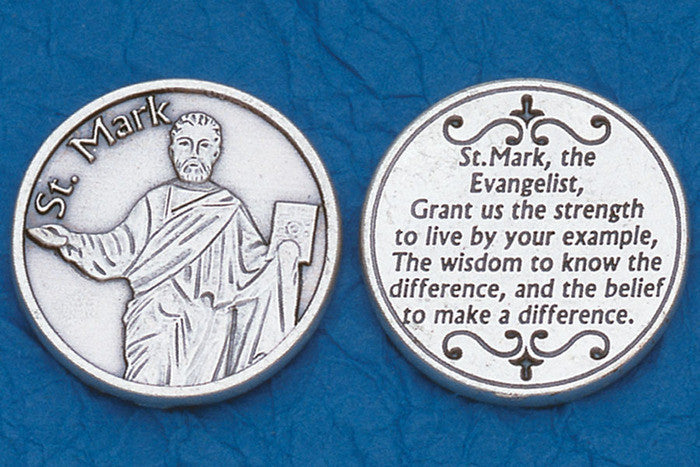 St. Mark
St.Mark, the
Evangelist,
Grant us the strength
to live by your example,
The wisdom to know the
difference, and the belief
to make a difference.